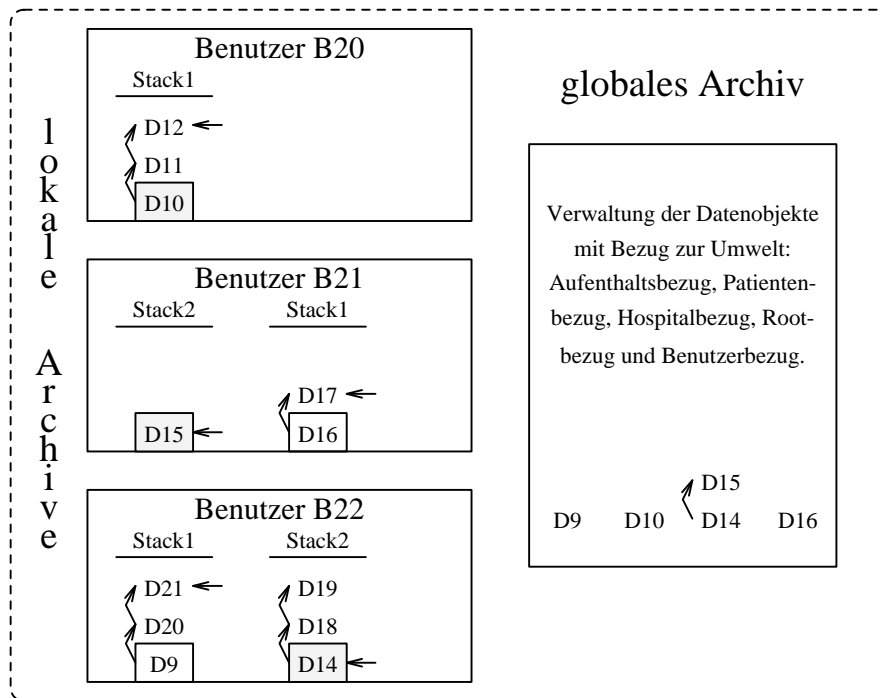 lokale Archive
Benutzer B20
Stack1
D12
D11
D10
Benutzer B21
Stack2 Stack1
D17
D15 D16
Benutzer B22
Stack1 Stack2
D21 D19
D20 D18
D9 D14
globales Archiv
Verwaltung der Datenobjekte
mit Bezug zur Umwelt:
Aufenthaltsbezug, Patienten-
bezug, Hospitalbezug, Root-
bezug und Benutzerbezug.
D15
D9 D10 D14 D16